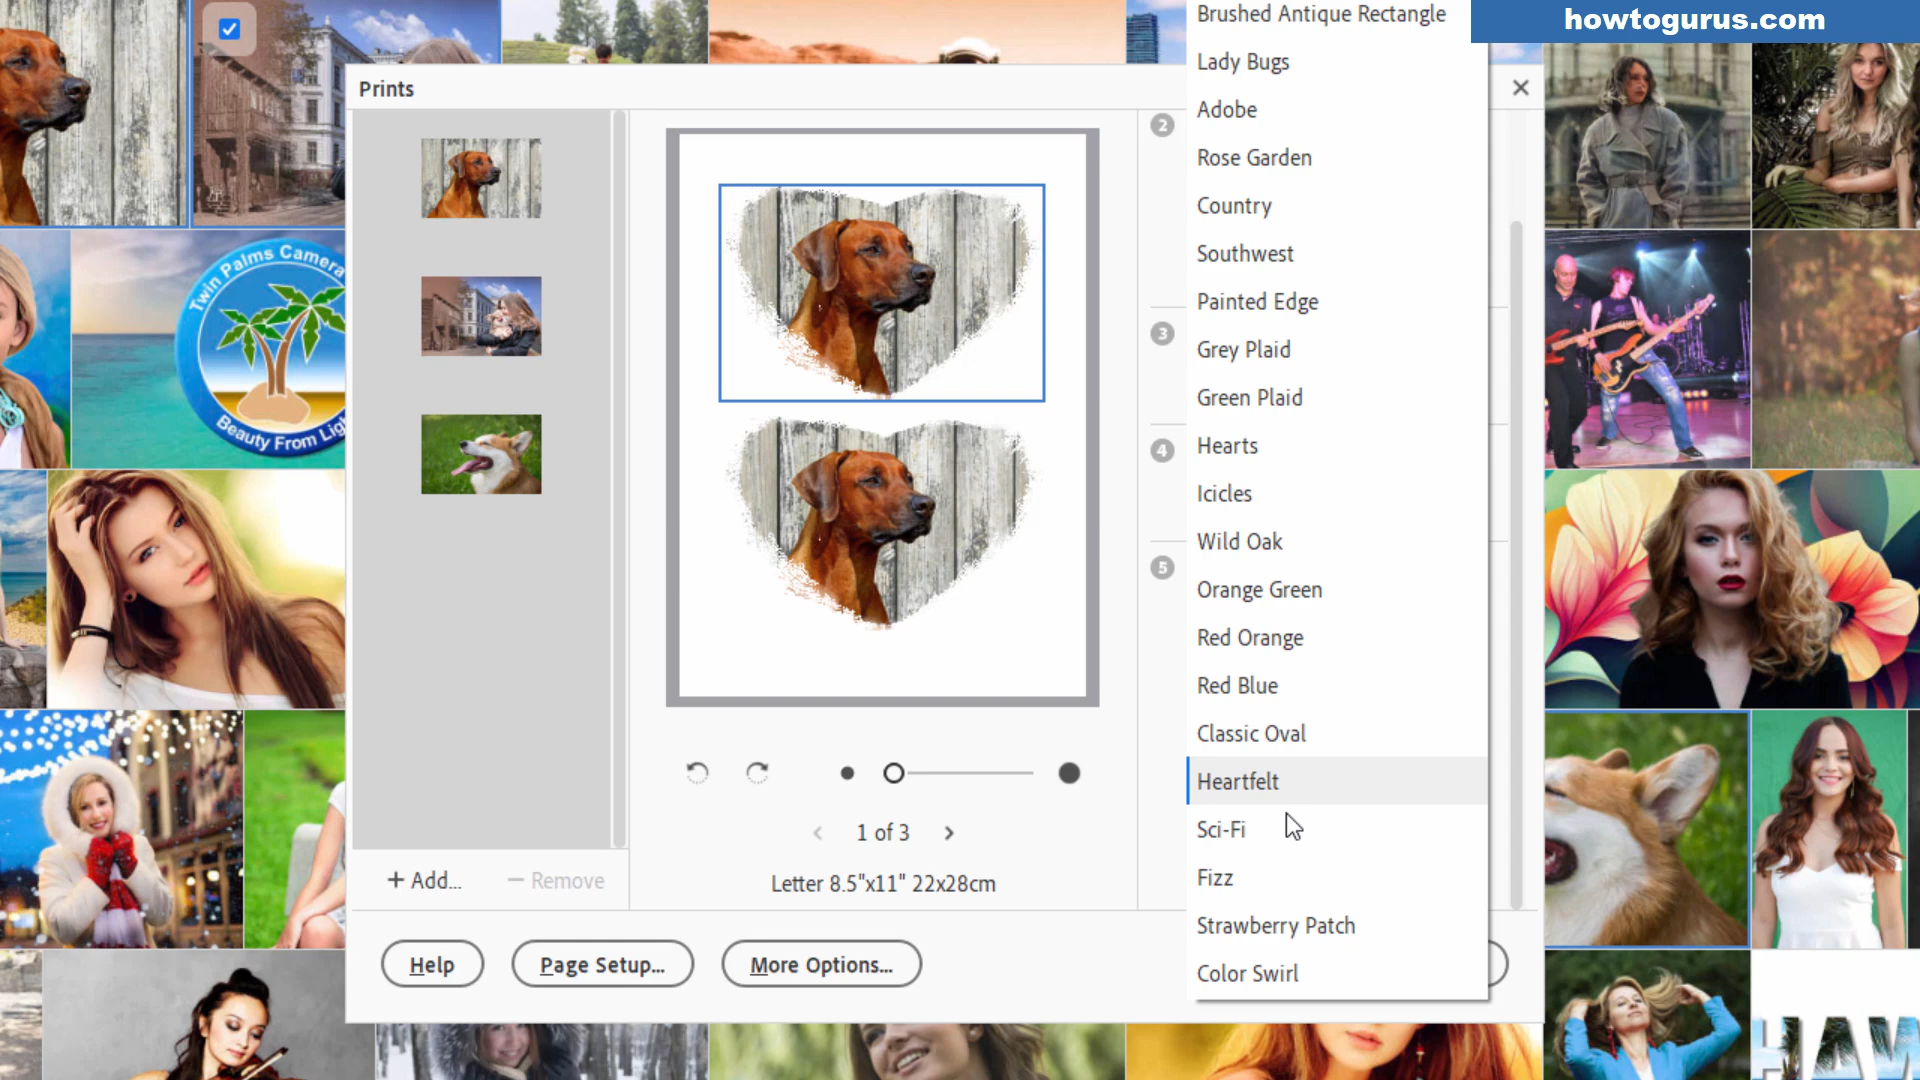 howtogurus.com
Prints
Brushed Antique Rectangle
Lady Bugs
Adobe
Rose Garden
Country
Southwest
Painted Edge
Grey Plaid
Green Plaid
Hearts
Icicles
Wild Oak
Orange Green
Red Orange
Red Blue
Classic Oval
Heartfelt
Sci-Fi
Fizz
Strawberry Patch
Color Swirl
2
3
4
5
Twin Palms Camera
Beauty From Ligh
1 of 3
Letter 8.5"x11" 22x28cm
+ Add...
Remove
Help
Page Setup...
More Options...